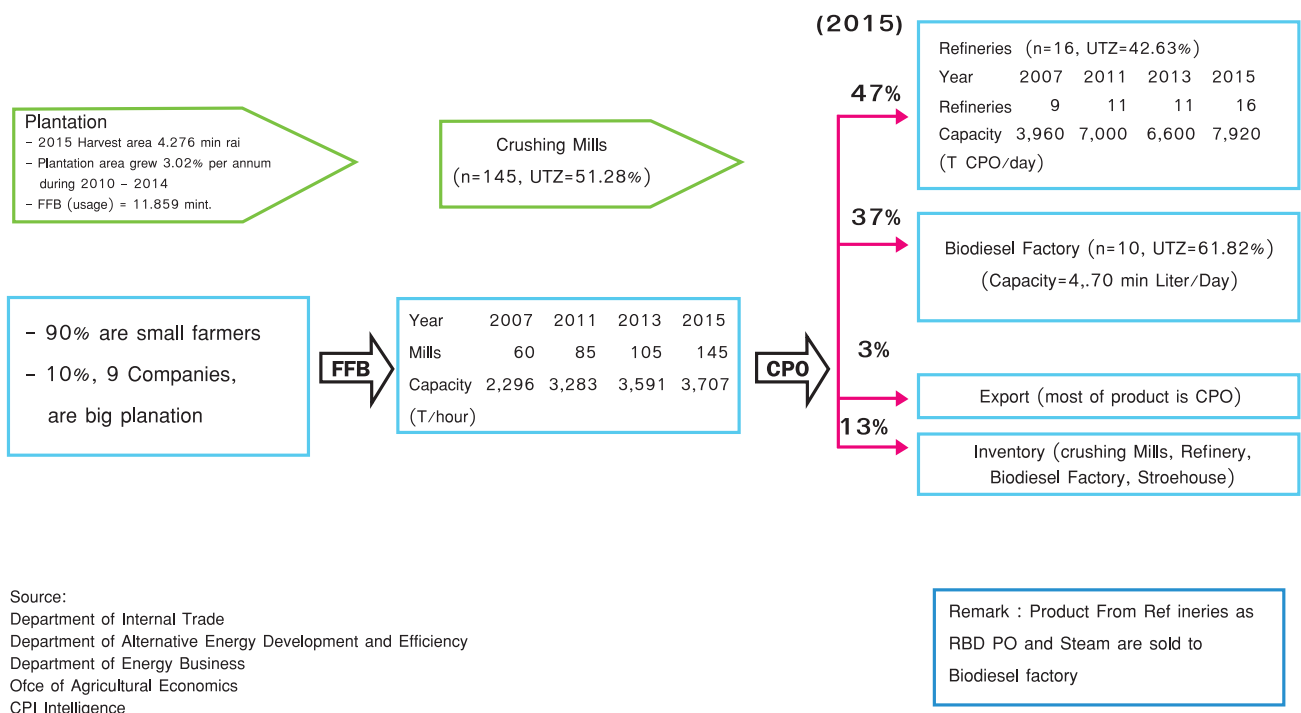 Plantation
- 2015 Harvest area 4.276 min rai
- Plantation area grew 3.02% per annum
during 2010 - 2014
- FFB (usage) = 11.859 mint.
- 90% are small farmers
- 10%, 9 Companies,
are big planation
FFB
Crushing Mills
(n=145, UTZ=51.28%)
Year 2007 2011 2013 2015
Mills 60 85 105 145
Capacity 2,296 3,283 3,591 3,707
(T/hour)
CPO
(2015)
47%
Refineries (n=16, UTZ=42.63%)
Year 2007 2011 2013 2015
Refineries 9 11 11 16
Capacity 3,960 7,000 6,600 7,920
(T CPO/day)
37%
Biodiesel Factory (n=10, UTZ=61.82%)
(Capacity=4,.70 min Liter/Day)
3%
Export (most of product is CPO)
13%
Inventory (crushing Mills, Refinery,
Biodiesel Factory, Stroehouse)
Source:
Department of Internal Trade
Department of Alternative Energy Development and Efficiency
Department of Energy Business
Ofce of Agricultural Economics
CPI Intelligence
Remark : Product From Ref ineries as
RBD PO and Steam are sold to
Biodiesel factory